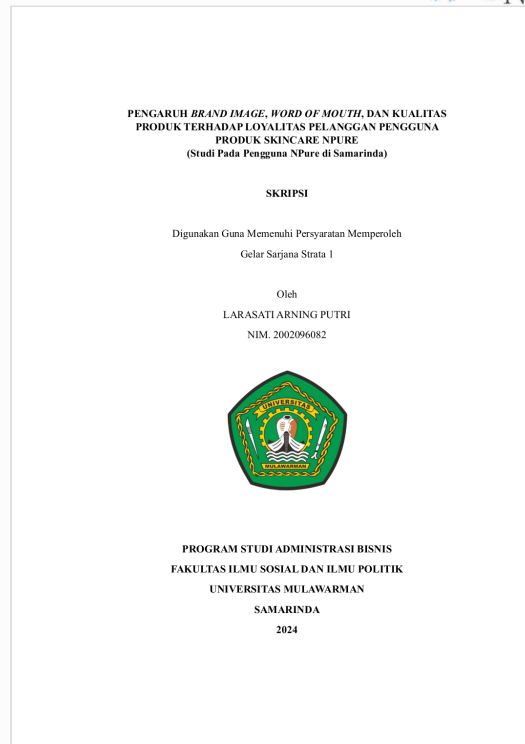 PENGARUH BRAND IMAGE, WORD OF MOUTH, DAN KUALITAS
PRODUK TERHADAP LOYALITAS PELANGGAN PENGGUNA
PRODUK SKINCARE NPURE
(Studi Pada Pengguna NPure di Samarinda)
SKRIPSI
Digunakan Guna Memenuhi Persyaratan Memperoleh
Gelar Sarjana Strata 1
Oleh
LARASATI ARNING PUTRI
NIM. 2002096082
UNIVERSITAS
MULAWARMAN
PROGRAM STUDI ADMINISTRASI BISNIS
FAKULTAS ILMU SOSIAL DAN ILMU POLITIK
UNIVERSITAS MULAWARMAN
SAMARINDA
2024